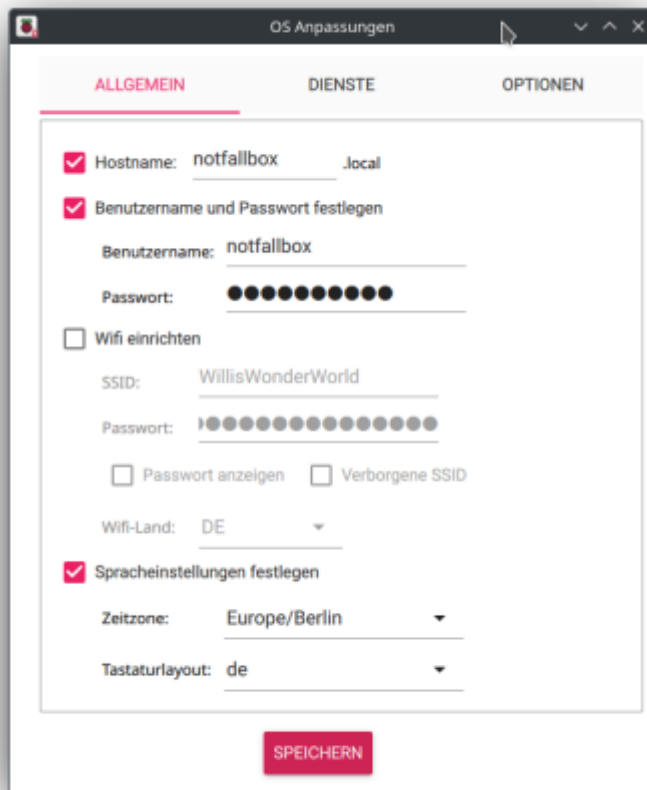 OS Anpassungen
ALLGEMEIN DIENSTE OPTIONEN
Hostname: notfallbox .local
Benutzername und Passwort festlegen
Benutzername: notfallbox
Passwort: ●●●●●●●●●●
Wifi einrichten
SSID: WillisWonderWorld
Passwort: ●●●●●●●●●●●●●●●
Passwort anzeigen Verborgene SSID
Wifi-Land: DE
Spracheinstellungen festlegen
Zeitzone: Europe/Berlin
Tastaturlayout: de
SPEICHERN